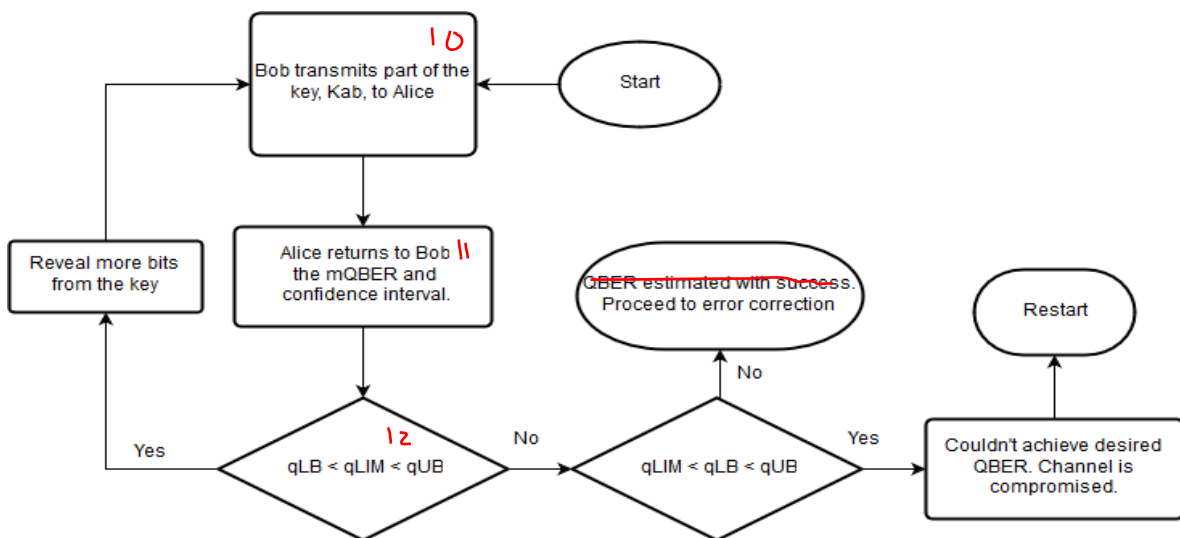 10
Bob transmits part of the
key, Kab, to Alice
Start
Reveal more bits
from the key
Alice returns to Bob 11
the mQBER and
confidence interval.
QBER estimated with success.
Proceed to error correction
Restart
No
Yes
12
qLB < qLIM < qUB
No
qLIM < qLB < qUB
Yes
Couldn't achieve desired
QBER. Channel is
compromised.